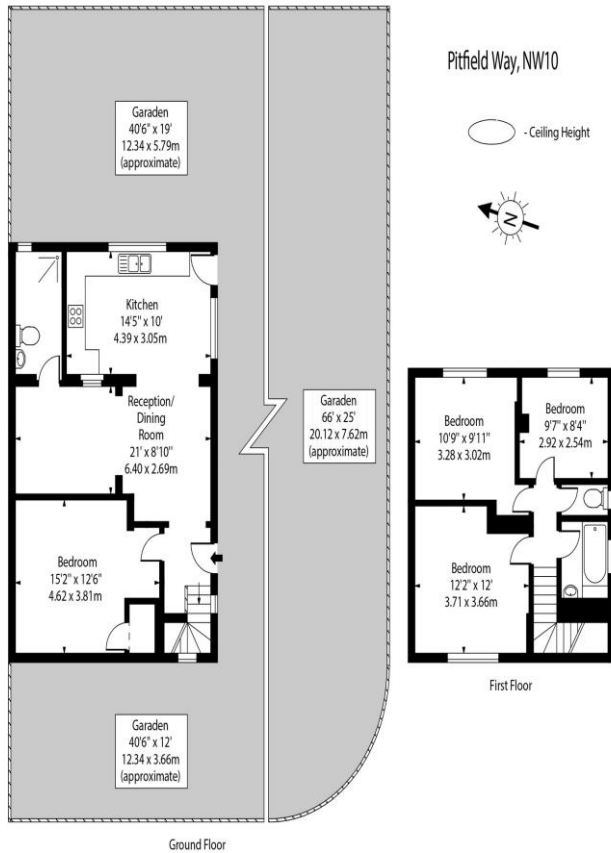 Pitfield Way, NW10
- Ceiling Height
N
Garaden
40'6" x 19'
12.34 x 5.79m
(approximate)
Kitchen
14'5" x 10'
4.39 x 3.05m
Reception/
Dining
Room
21' x 8'10"
6.40 x 2.69m
Garaden
66' x 25'
20.12 x 7.62m
(approximate)
Bedroom
15'2" x 12'6"
4.62 x 3.81m
Garaden
40'6" x 12'
12.34 x 3.66m
(approximate)
Ground Floor
Bedroom
10'9" x 9'11"
3.28 x 3.02m
Bedroom
9'7" x 8'4"
2.92 x 2.54m
Bedroom
12'2" x 12'
3.71 x 3.66m
First Floor